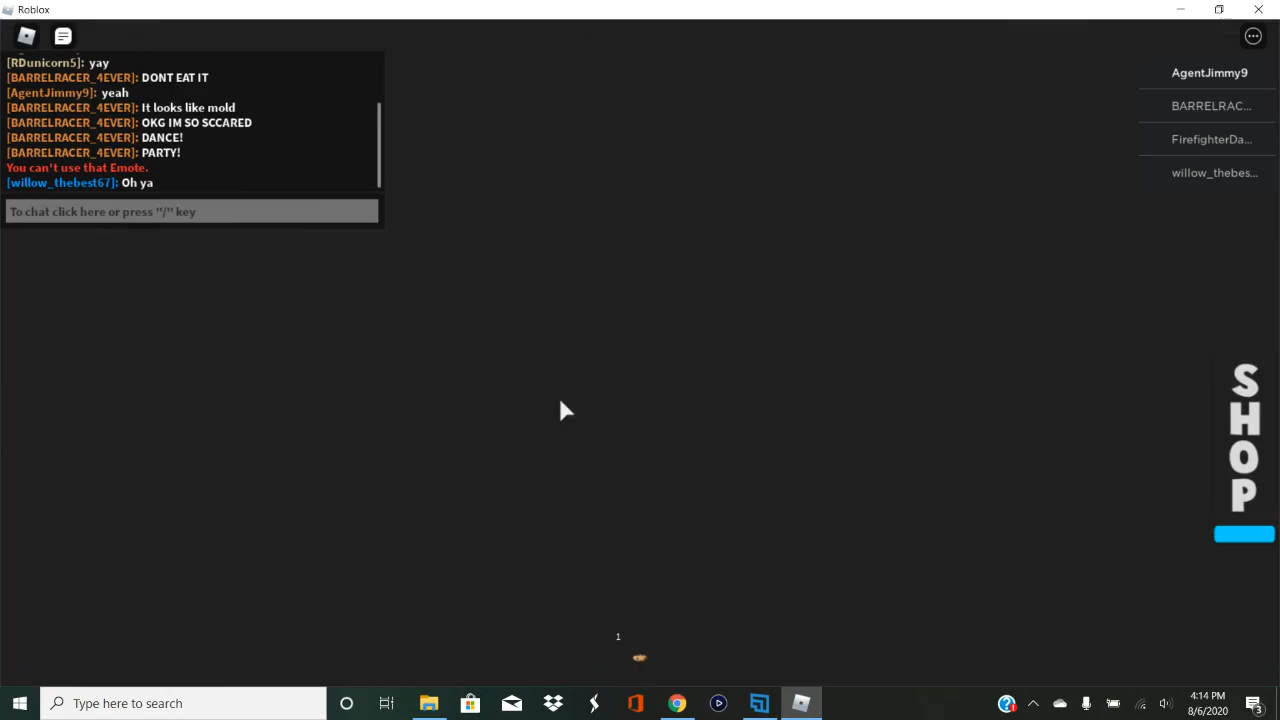 Roblox
[RDunicorn5]: yay
[BARRELRACER_4EVER]: DONT EAT IT
[AgentJimmy9]: yeah
[BARRELRACER_4EVER]: It looks like mold
[BARRELRACER_4EVER]: OKG IM SO SCCARED
[BARRELRACER_4EVER]: DANCE!
[BARRELRACER_4EVER]: PARTY!
You can't use that Emote.
[willow_thebest67]: Oh ya
To chat click here or press "/" key
AgentJimmy9
BARRELRAC...
FirefighterDa...
willow_thebes...
SHOP
1
Type here to search
4:14 PM
8/6/2020
3